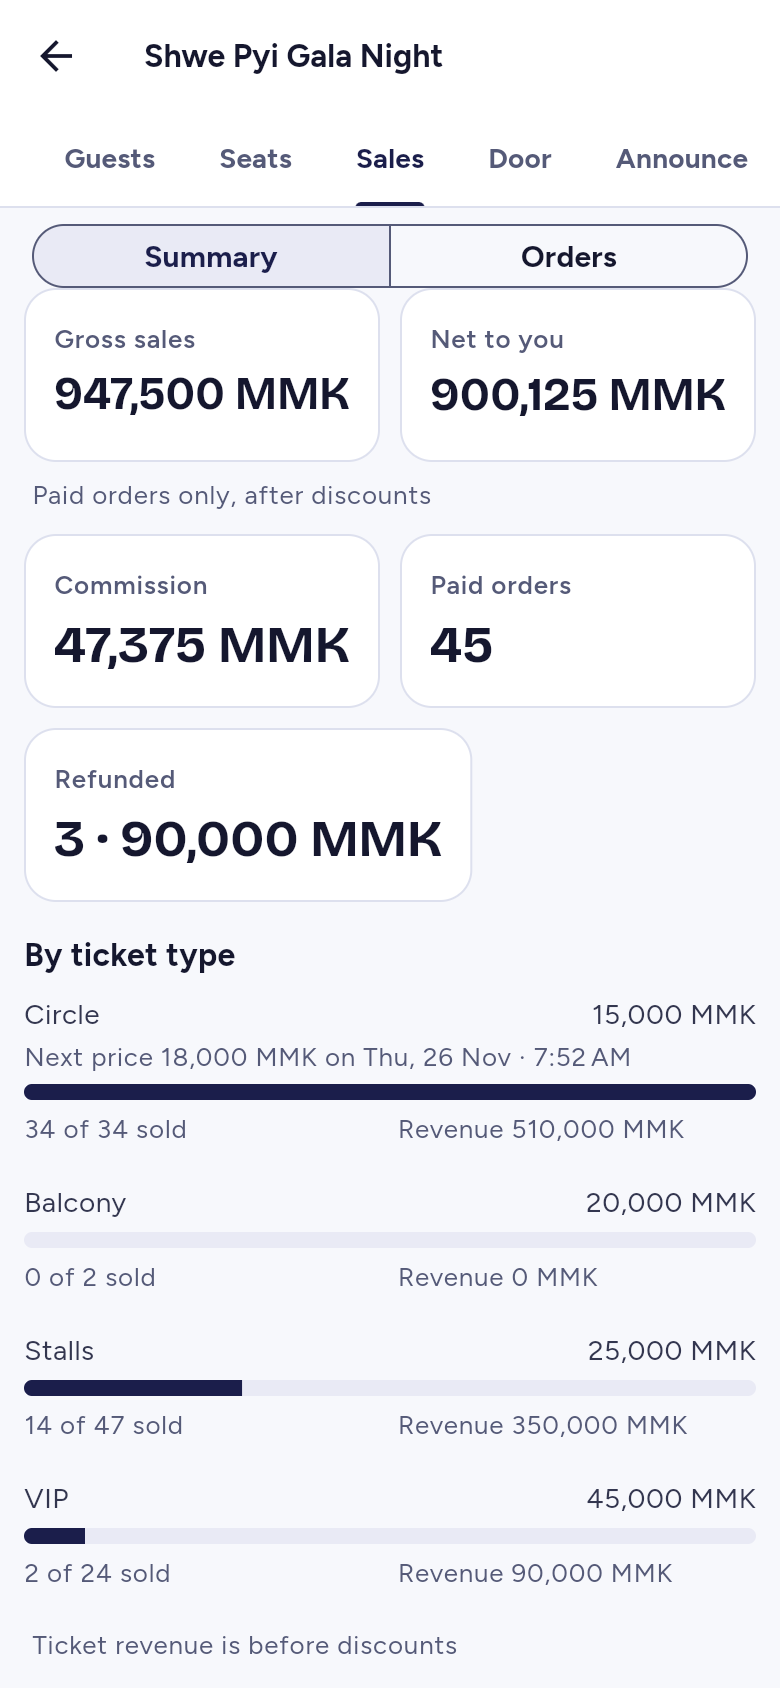 Shwe Pyi Gala Night
Guests Seats Sales Door Announce
Summary Orders
Gross sales
947,500 MMK
Net to you
900,125 MMK
Paid orders only, after discounts
Commission
47,375 MMK
Paid orders
45
Refunded
3 · 90,000 MMK
By ticket type
Circle 15,000 MMK
Next price 18,000 MMK on Thu, 26 Nov · 7:52 AM
34 of 34 sold Revenue 510,000 MMK
Balcony 20,000 MMK
0 of 2 sold Revenue 0 MMK
Stalls 25,000 MMK
14 of 47 sold Revenue 350,000 MMK
VIP 45,000 MMK
2 of 24 sold Revenue 90,000 MMK
Ticket revenue is before discounts